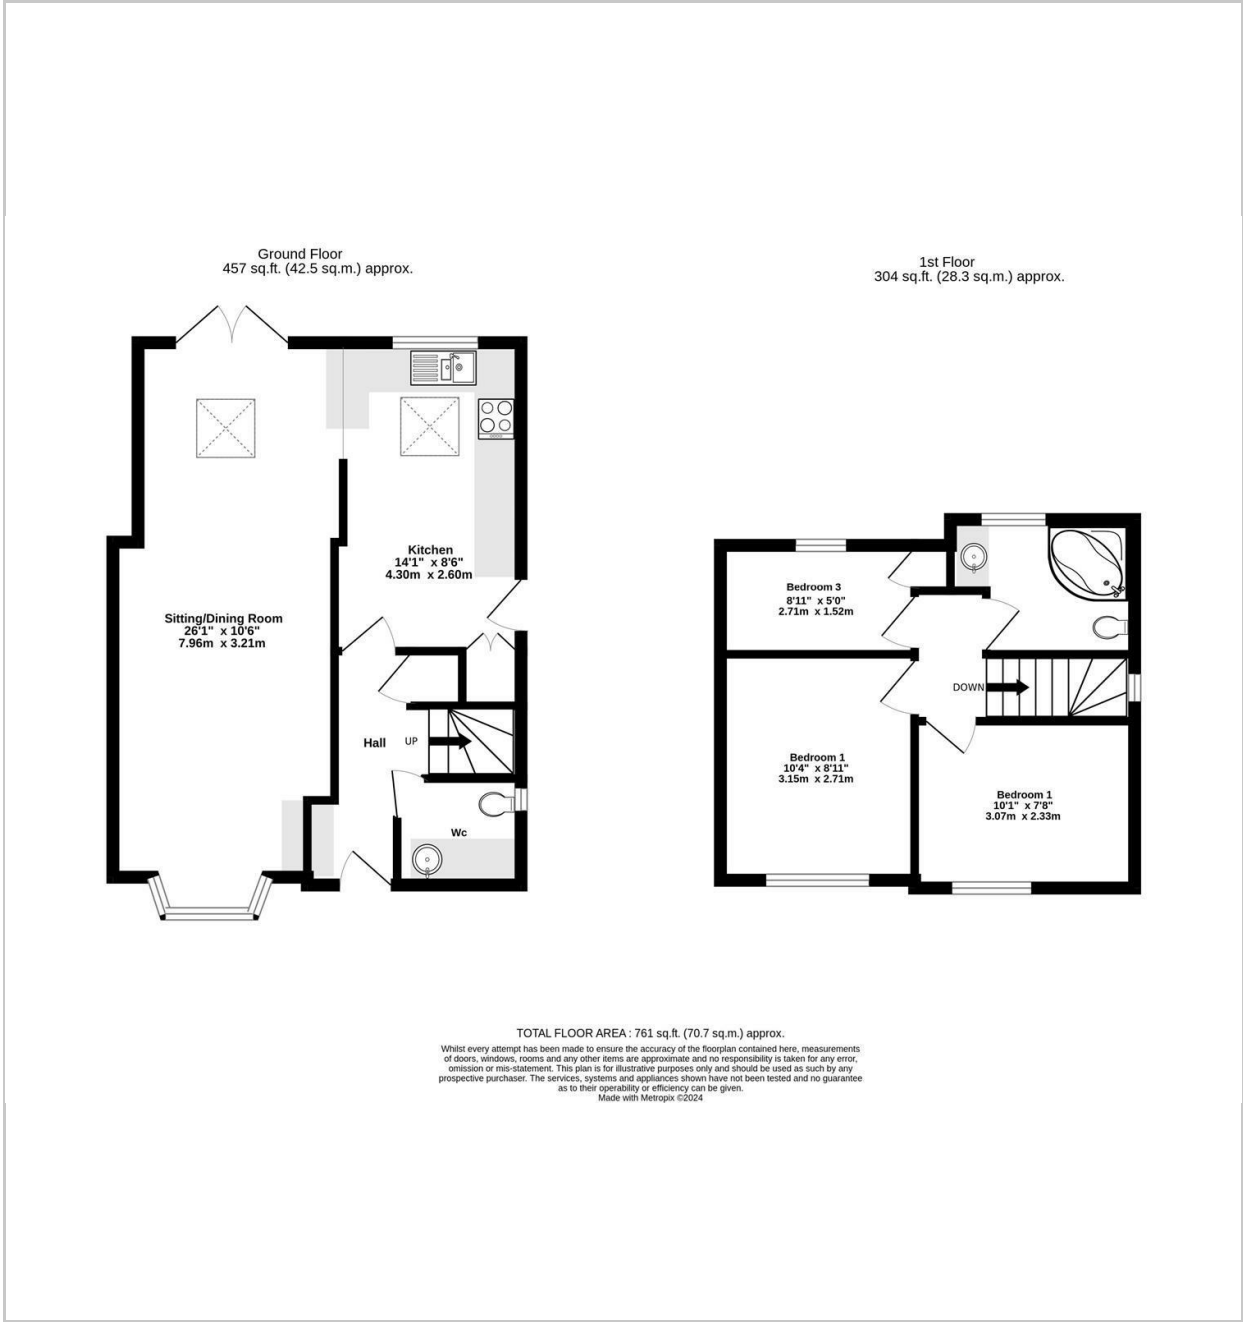 Ground Floor
457 sq.ft. (42.5 sq.m.) approx.
1st Floor
304 sq.ft. (28.3 sq.m.) approx.
Kitchen
14'1" x 8'6"
4.30m x 2.60m
Sitting/Dining Room
26'1" x 10'6"
7.96m x 3.21m
Hall
UP
Wc
Bedroom 3
8'11" x 5'0"
2.71m x 1.52m
DOWN
Bedroom 1
10'4" x 8'11"
3.15m x 2.71m
Bedroom 1
10'1" x 7'8"
3.07m x 2.33m
TOTAL FLOOR AREA : 761 sq.ft. (70.7 sq.m.) approx.
Whilst every attempt has been made to ensure the accuracy of the floorplan contained here, measurements
of doors, windows, rooms and any other items are approximate and no responsibility is taken for any error,
omission or mis-statement. This plan is for illustrative purposes only and should be used as such by any
prospective purchaser. The services, systems and appliances shown have not been tested and no guarantee
as to their operability or efficiency can be given.
Made with Metropix ©2024